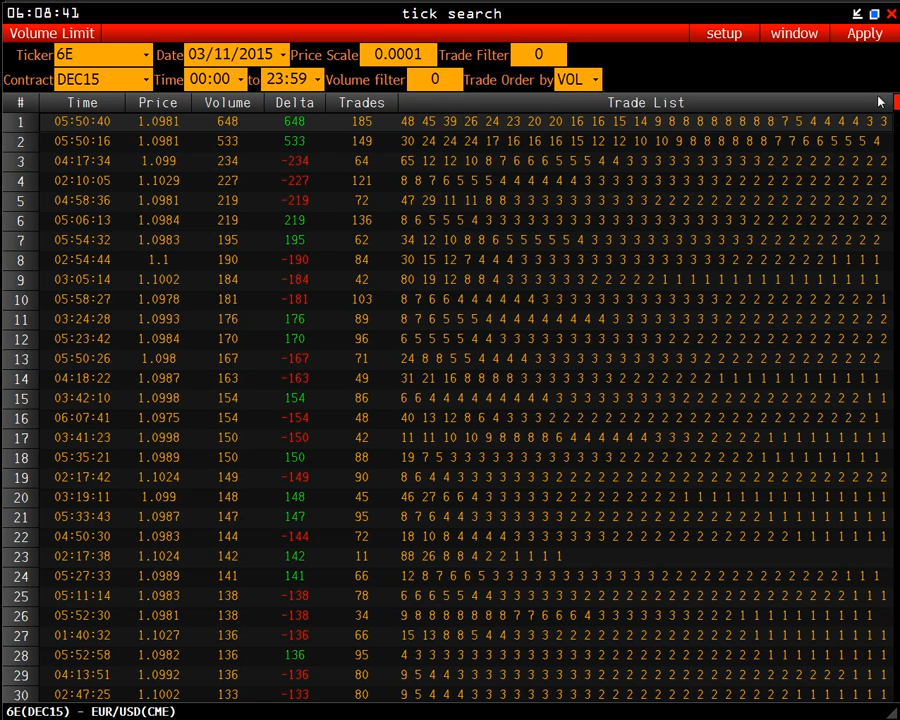 06:08:41 tick search
Volume Limit setup window Apply
Ticker 6E Date 03/11/2015 Price Scale 0.0001 Trade Filter 0
Contract DEC15 Time 00:00 to 23:59 Volume filter 0 Trade Order by VOL
# Time Price Volume Delta Trades Trade List
1 05:50:40 1.0981 648 648 185 48 45 39 26 24 23 20 20 16 16 15 14 9 8 8 8 8 8 8 8 8 7 5 4 4 4 4 3 3
2 05:50:16 1.0981 533 533 149 30 24 24 24 17 16 16 16 15 12 12 10 10 9 8 8 8 8 8 8 7 7 6 6 5 5 5 4
3 04:17:34 1.099 234 -234 64 65 12 12 10 8 7 6 6 6 5 5 5 4 4 3 3 3 3 3 2 2 2 2 2 2 2 2 2 2 2 2 2
4 02:10:05 1.1029 227 -227 121 8 8 7 6 5 5 5 4 4 4 4 4 4 3 3 3 3 3 3 3 3 3 2 2 2 2 2 2 2 2 2 2 2 2 2
5 04:58:36 1.0981 219 -219 72 47 29 11 11 8 8 3 3 3 3 3 3 2 2 2 2 2 2 2 2 2 2 2 2 2 2 2 2 2 2 2
6 05:06:13 1.0984 219 219 136 8 6 5 5 5 4 3 3 3 3 3 3 3 3 3 3 3 3 3 2 2 2 2 2 2 2 2 2 2 2 2 2 2 2 2
7 05:54:32 1.0983 195 195 62 34 12 10 8 8 6 5 5 5 5 5 4 3 3 3 3 3 3 3 3 3 3 3 2 2 2 2 2 2 2 2 2
8 02:54:44 1.1 190 -190 84 30 15 12 7 4 4 4 3 3 3 3 3 3 3 3 3 3 3 2 2 2 2 2 2 2 2 2 2 1 1 1 1
9 03:05:14 1.1002 184 -184 42 80 19 12 8 4 3 3 3 3 3 2 2 2 2 2 1 1 1 1 1 1 1 1 1 1 1 1 1 1 1 1
10 05:58:27 1.0978 181 -181 103 8 7 6 6 4 4 4 4 4 4 3 3 3 3 3 3 3 3 3 3 3 2 2 2 2 2 2 2 2 2 2 2 2 2 1
11 03:24:28 1.0993 176 176 89 8 7 6 5 5 5 4 4 4 4 4 4 4 4 4 3 3 3 3 3 3 3 2 2 2 2 2 2 2 2 2 2 2 2 2
12 05:23:42 1.0984 170 170 96 6 5 5 5 5 4 4 3 3 3 3 3 3 3 3 3 3 3 2 2 2 2 2 2 2 2 2 2 2 2 2 2 2 2 2
13 05:50:26 1.098 167 -167 71 24 8 8 5 5 4 4 4 4 3 3 3 3 3 3 3 3 3 3 3 3 2 2 2 2 2 2 2 2 2 2 2 2 2
14 04:18:22 1.0987 163 -163 49 31 21 16 8 8 8 8 3 3 3 3 3 3 3 2 2 2 2 2 2 2 1 1 1 1 1 1 1 1 1 1 1
15 03:42:10 1.0998 154 154 86 6 6 4 4 4 4 4 4 4 4 4 3 3 3 3 3 3 3 2 2 2 2 2 2 2 2 2 2 2 2 2 2 2 1 1
16 06:07:41 1.0975 154 -154 48 40 13 12 8 6 4 3 3 3 2 2 2 2 2 2 2 2 2 2 2 2 2 2 2 2 2 2 2 2 2 1
17 03:41:23 1.0998 150 -150 42 11 11 10 10 9 8 8 8 8 6 4 4 4 4 4 4 3 3 3 2 2 2 2 1 1 1 1 1 1 1 1 1
18 05:35:21 1.0989 150 150 88 19 7 5 3 3 3 3 3 3 3 3 3 2 2 2 2 2 2 2 2 2 2 2 2 2 1 1 1 1 1 1 1 1 1
19 02:17:42 1.1024 149 -149 90 8 6 4 4 3 3 3 3 3 3 3 2 2 2 2 2 2 2 2 2 2 2 2 2 2 2 2 2 2 2 2 2 2 2 2
20 03:19:11 1.099 148 148 45 46 27 6 6 4 3 3 3 3 3 2 2 2 2 2 2 2 2 1 1 1 1 1 1 1 1 1 1 1 1 1 1 1
21 05:33:43 1.0987 147 147 95 8 7 6 4 4 3 3 3 3 3 3 2 2 2 2 2 2 2 2 2 2 2 2 2 2 2 2 1 1 1 1 1 1 1 1
22 04:50:30 1.0983 144 -144 72 18 10 8 4 4 4 3 3 3 3 3 2 2 2 2 2 2 2 2 2 2 2 2 2 2 2 2 1 1 1 1 1 1
23 02:17:38 1.1024 142 142 11 88 26 8 8 4 2 2 1 1 1 1
24 05:27:33 1.0989 141 141 66 12 8 7 6 6 5 3 3 3 3 3 3 3 3 3 3 3 3 2 2 2 2 2 2 2 2 2 2 2 2 2 1 1 1
25 05:11:14 1.0983 138 -138 78 6 6 6 5 5 4 4 3 3 3 3 3 3 3 2 2 2 2 2 2 2 2 2 2 2 2 2 2 2 2 2 2 1 1 1
26 05:52:30 1.0981 138 -138 34 9 8 8 8 8 8 8 8 7 7 6 6 6 4 3 3 3 3 3 3 2 2 2 2 1 1 1 1 1 1 1 1 1 1
27 01:40:32 1.1027 136 -136 66 15 13 8 8 5 4 4 3 3 3 3 2 2 2 2 2 2 2 2 2 2 2 2 2 2 1 1 1 1 1 1 1 1 1
28 05:52:58 1.0982 136 136 95 4 3 3 3 3 3 3 3 3 3 3 3 3 3 2 2 2 2 2 2 2 2 2 2 2 1 1 1 1 1 1 1 1 1 1
29 04:13:51 1.0992 136 -136 80 9 5 4 4 4 3 3 3 3 3 3 3 3 3 2 2 2 2 2 2 2 2 2 2 2 1 1 1 1 1 1 1 1 1 1
30 02:47:25 1.1002 133 -133 80 9 5 4 4 4 3 3 3 3 3 3 3 3 2 2 2 2 2 2 2 2 2 2 2 2 2 2 2 1 1 1 1 1 1 1
6E(DEC15) - EUR/USD(CME)